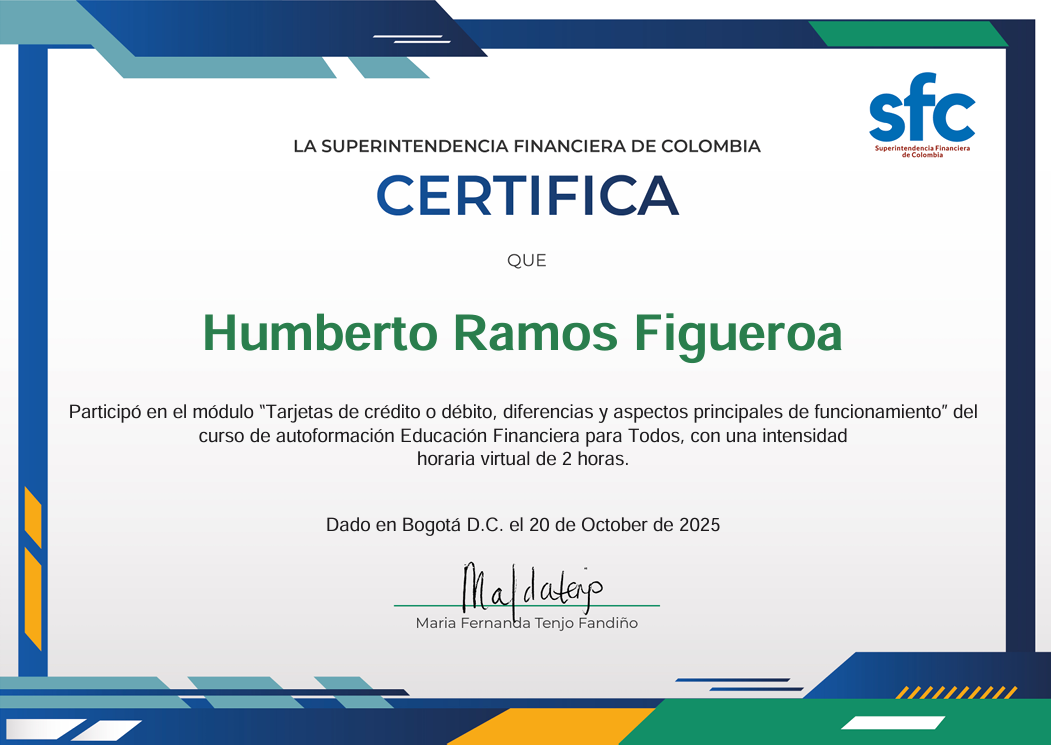 sfc
Superintendencia Financiera
de Colombia
LA SUPERINTENDENCIA FINANCIERA DE COLOMBIA
CERTIFICA
QUE
Humberto Ramos Figueroa
Participó en el módulo “Tarjetas de crédito o débito, diferencias y aspectos principales de funcionamiento” del
curso de autoformación Educación Financiera para Todos, con una intensidad
horaria virtual de 2 horas.
Dado en Bogotá D.C. el 20 de October de 2025
Maria Fernanda Tenjo Fandiño